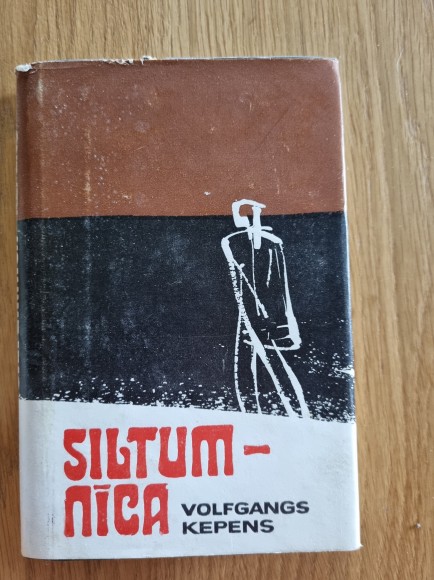 SILTUM-
NĪCA
VOLFGANGS
KEPENS